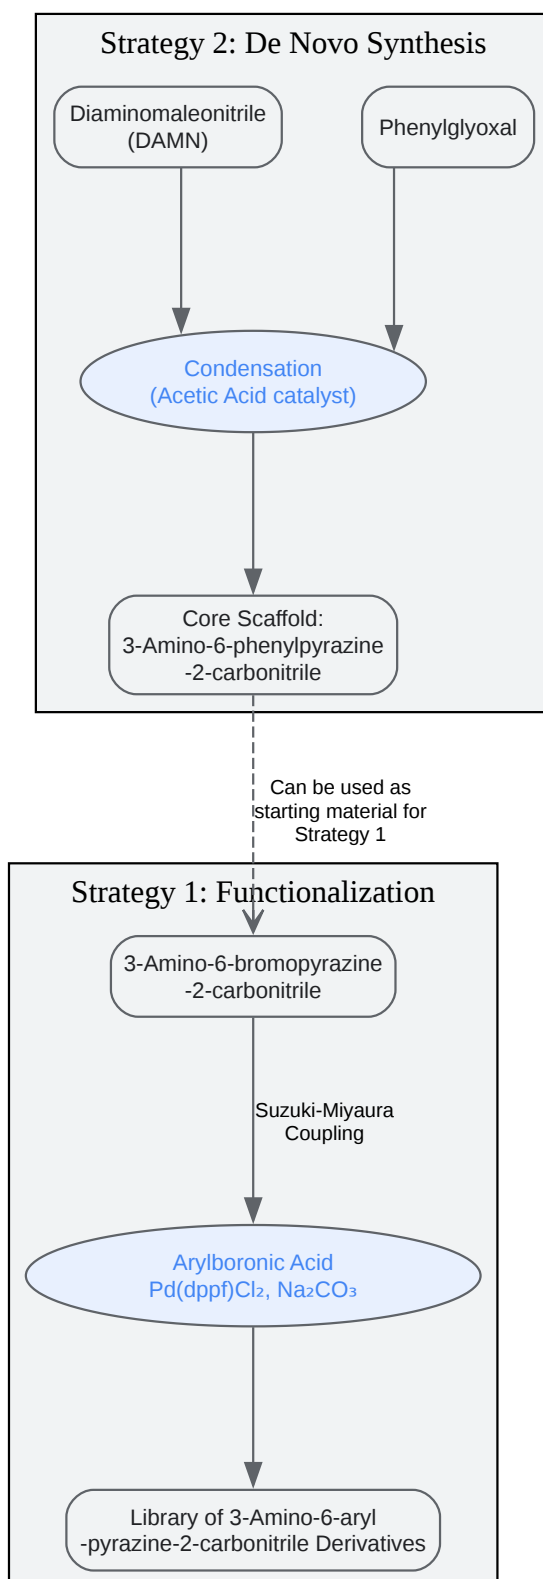 Strategy 2: De Novo Synthesis
Diaminomaleonitrile
(DAMN)
Phenylglyoxal
Condensation
(Acetic Acid catalyst)
Core Scaffold:
3-Amino-6-phenylpyrazine
-2-carbonitrile
Can be used as
starting material for
Strategy 1
Strategy 1: Functionalization
3-Amino-6-bromopyrazine
-2-carbonitrile
Suzuki-Miyaura
Coupling
Arylboronic Acid
Pd(dppf)Cl₂, Na₂CO₃
Library of 3-Amino-6-aryl
-pyrazine-2-carbonitrile Derivatives